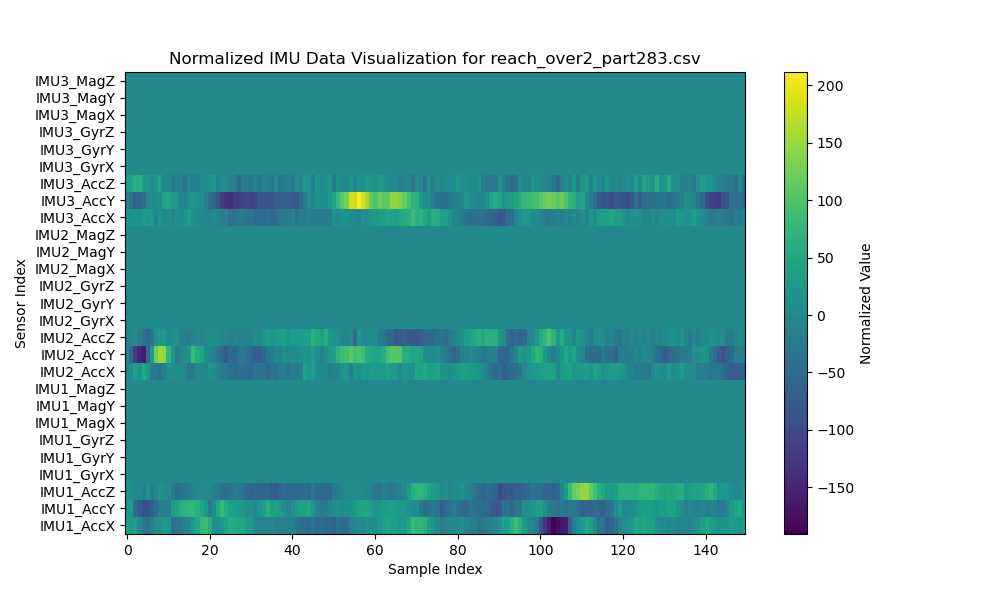 Normalized IMU Data Visualization for reach_over2_part283.csv
Sensor Index
IMU3_MagZ
IMU3_MagY
IMU3_MagX
IMU3_GyrZ
IMU3_GyrY
IMU3_GyrX
IMU3_AccZ
IMU3_AccY
IMU3_AccX
IMU2_MagZ
IMU2_MagY
IMU2_MagX
IMU2_GyrZ
IMU2_GyrY
IMU2_GyrX
IMU2_AccZ
IMU2_AccY
IMU2_AccX
IMU1_MagZ
IMU1_MagY
IMU1_MagX
IMU1_GyrZ
IMU1_GyrY
IMU1_GyrX
IMU1_AccZ
IMU1_AccY
IMU1_AccX
0 20 40 60 80 100 120 140
Sample Index
200
150
100
50
0
−50
−100
−150
Normalized Value